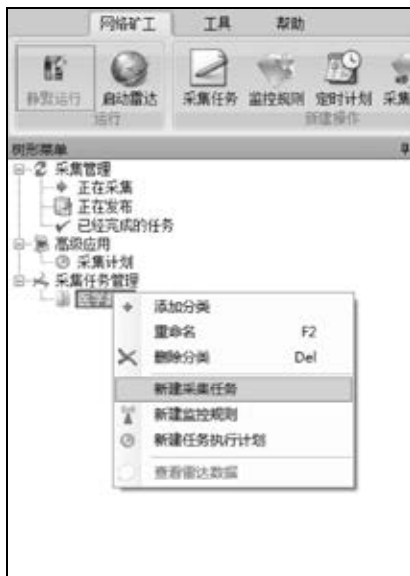 网络矿工 工具 帮助
静默运行 启动雷达 采集任务 监控规则 定时计划 采集
运行 新建操作
树形菜单
采集管理
正在采集
正在发布
已经完成的任务
高级应用
采集计划
采集任务管理
医学
添加分类
重命名 F2
删除分类 Del
新建采集任务
新建监控规则
新建任务执行计划
查看雷达数据